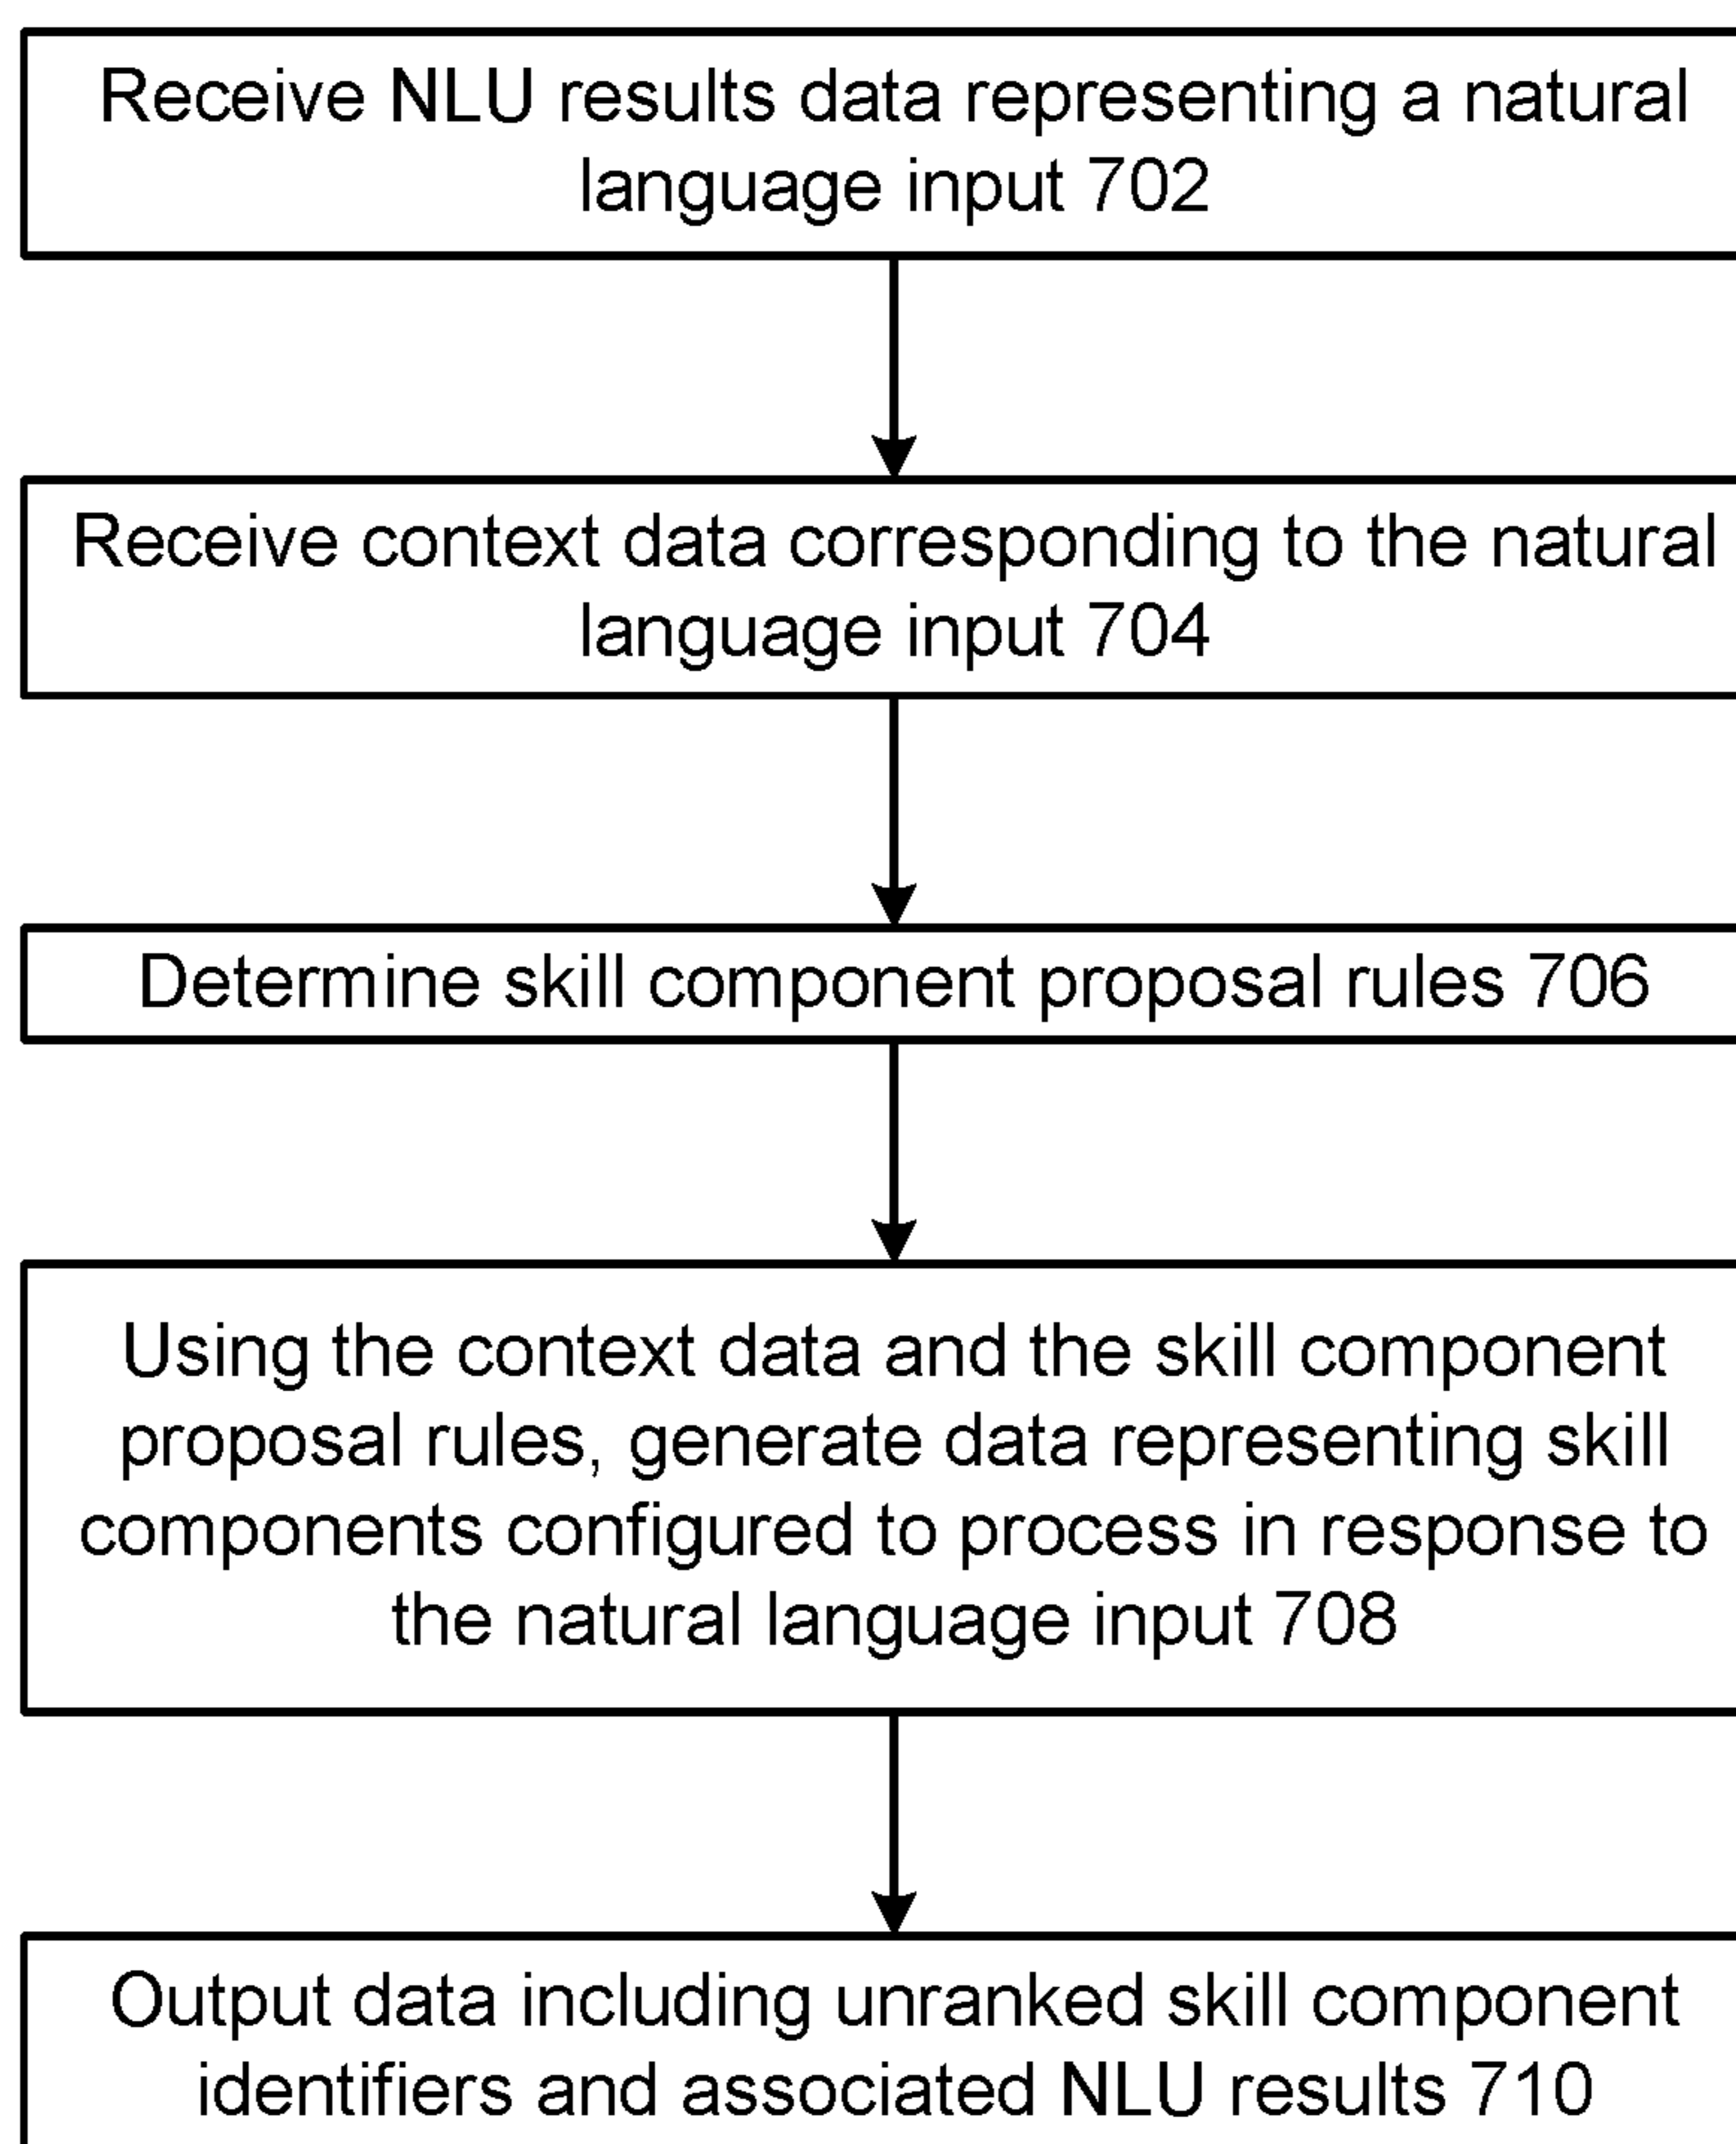 Receive NLU results data representing a natural
language input 702
Receive context data corresponding to the natural
language input 704
Determine skill component proposal rules 706
Using the context data and the skill component
proposal rules, generate data representing skill
components configured to process in response to
the natural language input 708
Output data including unranked skill component
identifiers and associated NLU results 710